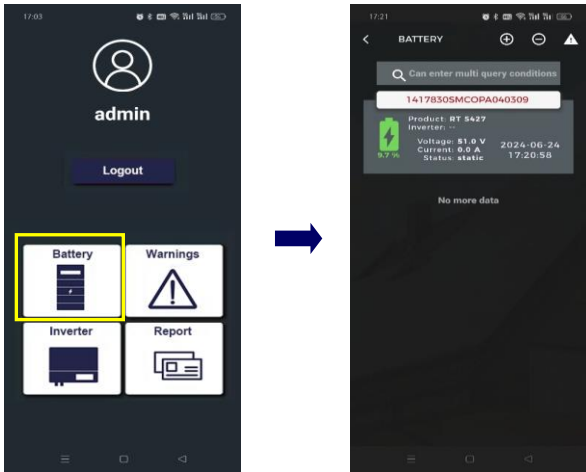 17:03
admin
Logout
Battery
Warnings
Inverter
Report
17:21
BATTERY
Can enter multi query conditions
1417830SMCOPA040309
Product: RT 5427
Inverter: --
9.7 %
Voltage: 51.0 V
Current: 0.0 A
Status: static
2024-06-24
17:20:58
No more data